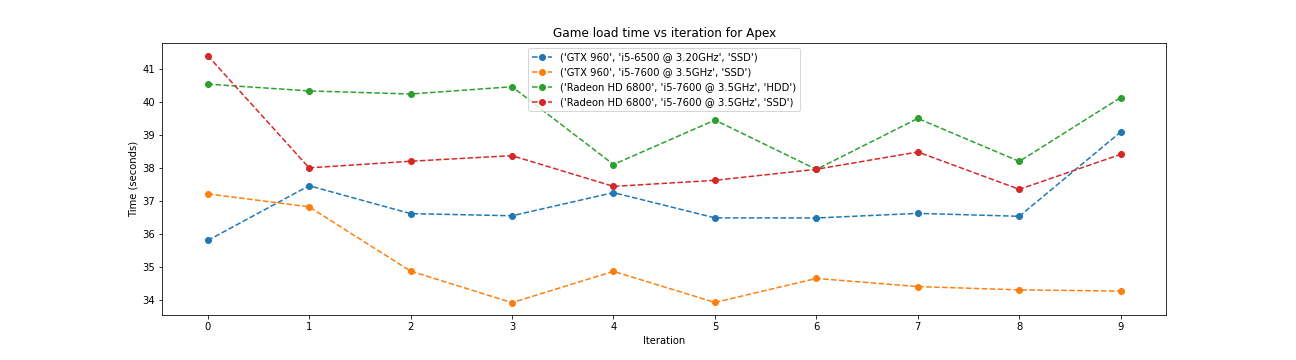 Game load time vs iteration for Apex
('GTX 960', 'i5-6500 @ 3.20GHz', 'SSD')
('GTX 960', 'i5-7600 @ 3.5GHz', 'SSD')
('Radeon HD 6800', 'i5-7600 @ 3.5GHz', 'HDD')
('Radeon HD 6800', 'i5-7600 @ 3.5GHz', 'SSD')
Time (seconds)
41
40
39
38
37
36
35
34
0 1 2 3 4 5 6 7 8 9
Iteration